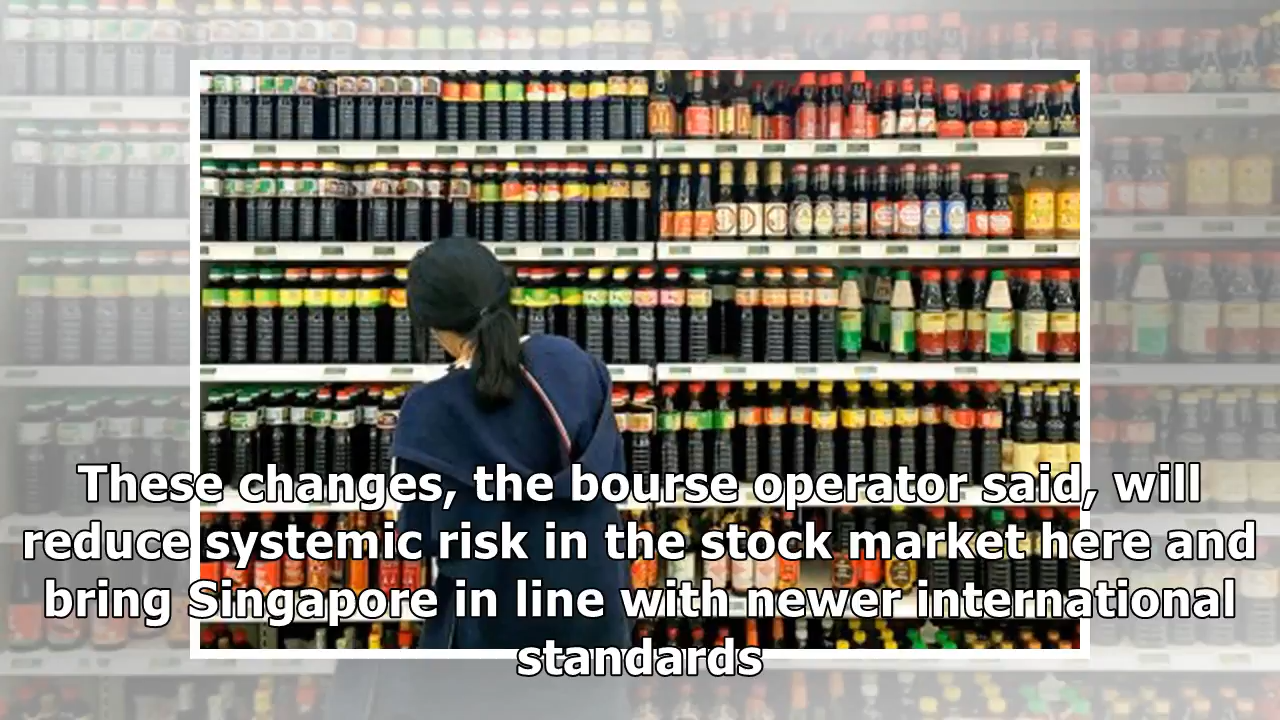 These changes, the bourse operator said, will
reduce systemic risk in the stock market here and
bring Singapore in line with newer international
standards